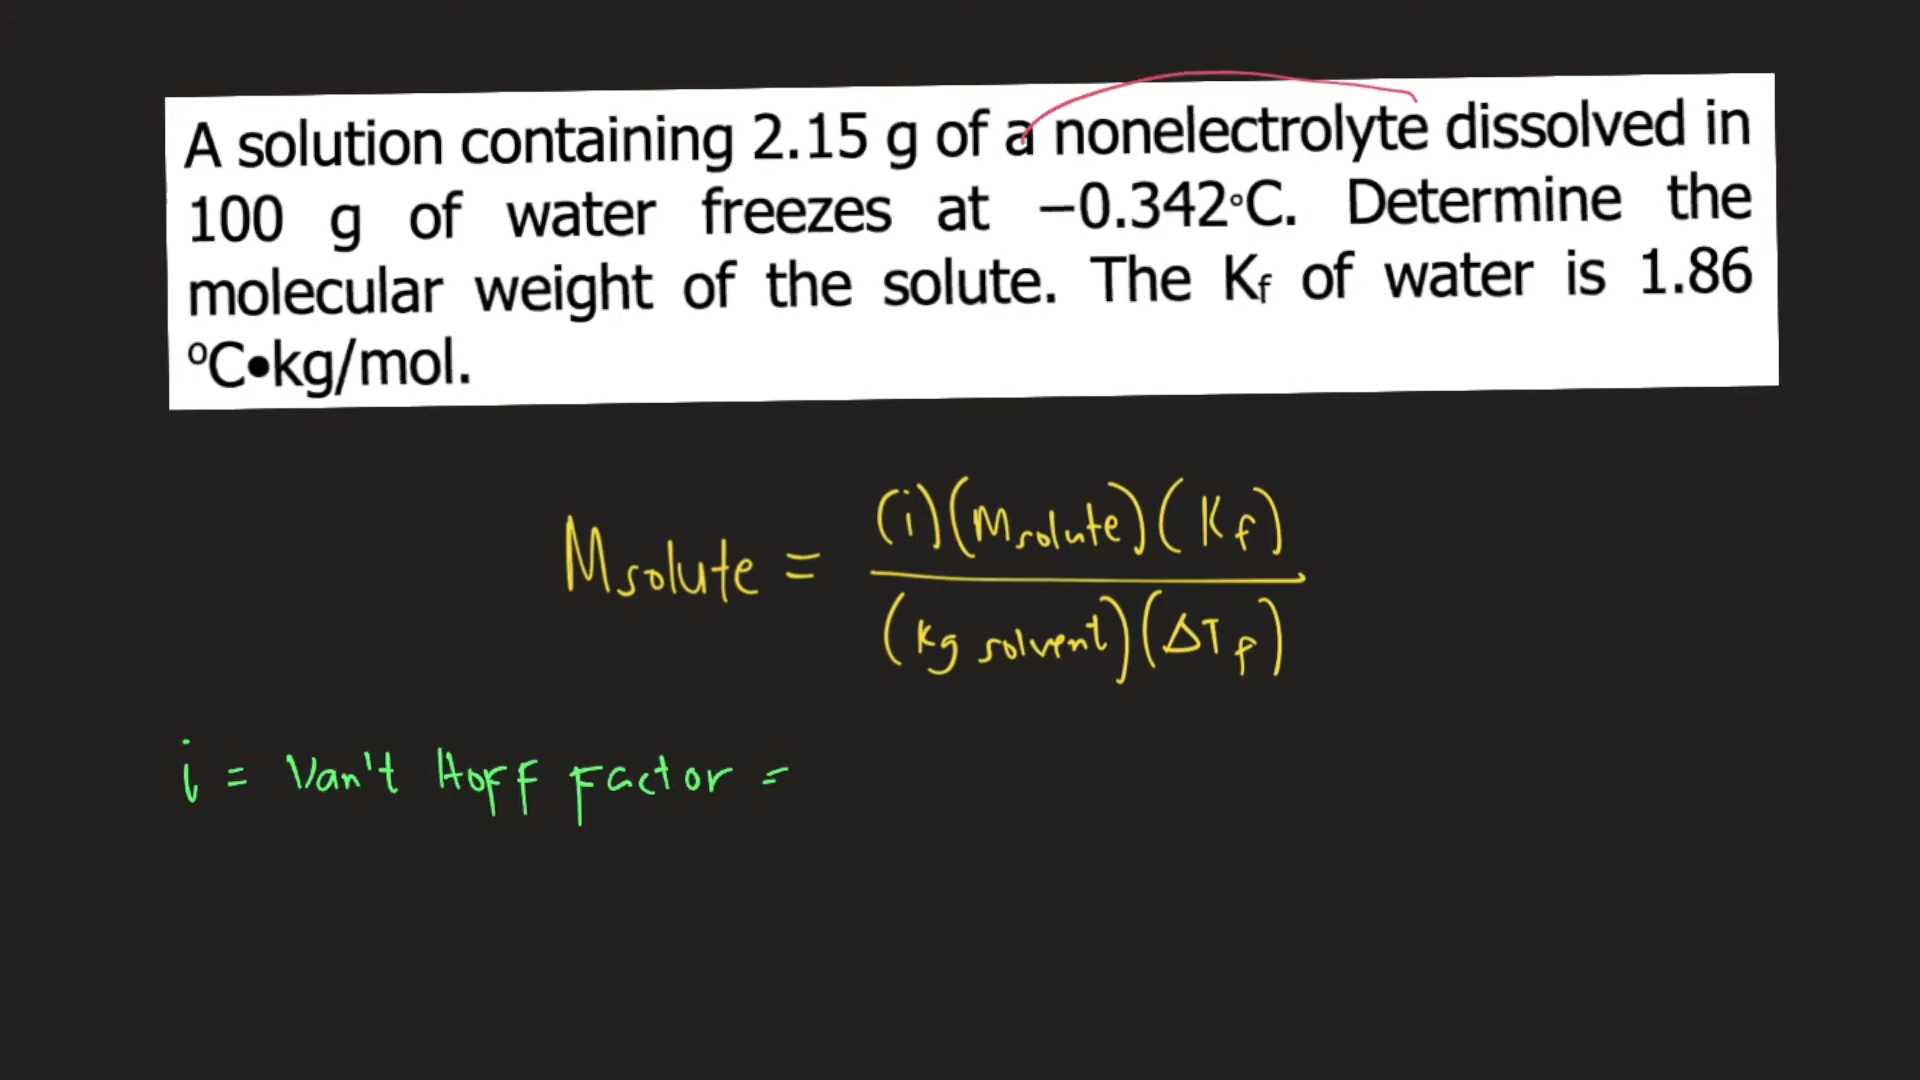 A solution containing 2.15 g of a nonelectrolyte dissolved in
100 g of water freezes at −0.342◦C. Determine the
molecular weight of the solute. The Kf of water is 1.86
ºC•kg/mol.
Msolute = (i)(Msolute)(Kf)
(kg solvent)(ΔTf)
i = Van't Hoff Factor =